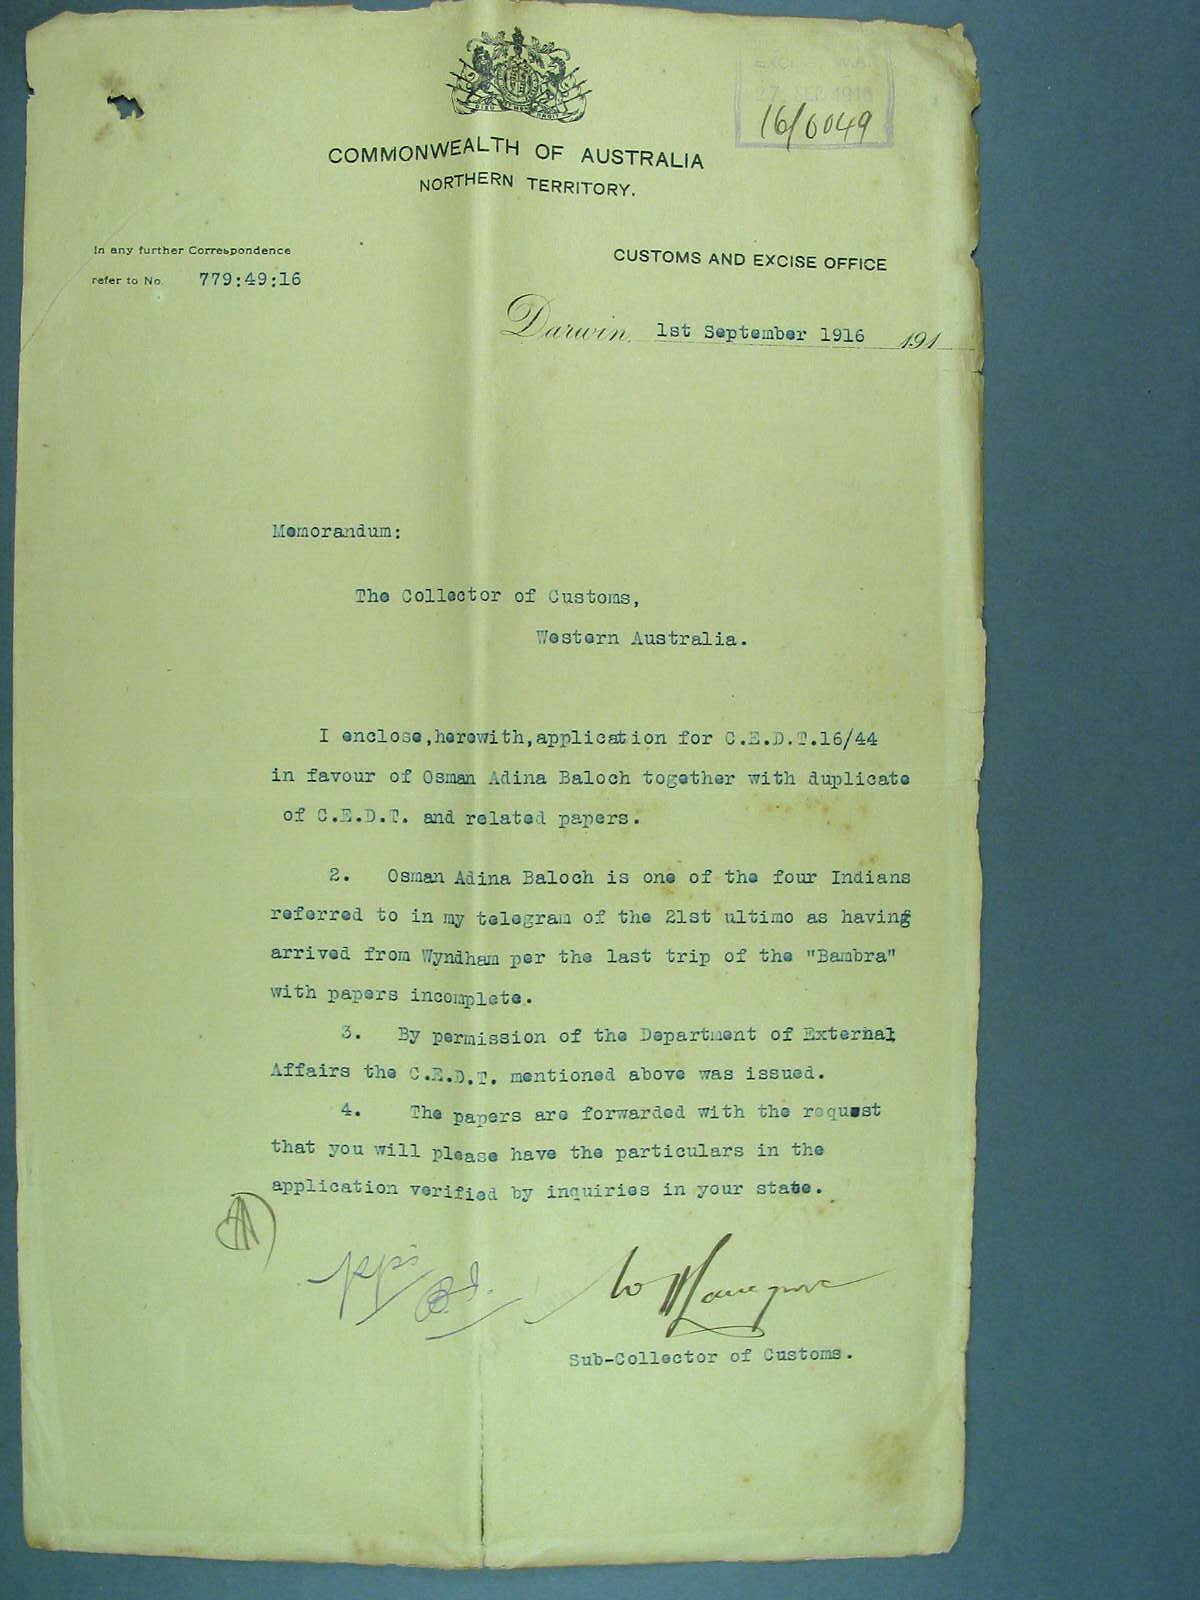 27 SEP 1916
16/6049
COMMONWEALTH OF AUSTRALIA
NORTHERN TERRITORY.
In any further Correspondence
refer to No. 779:49:16
CUSTOMS AND EXCISE OFFICE
Darwin, 1st September 1916 191
Memorandum:
The Collector of Customs,
Western Australia.
I enclose,herewith,application for C.E.D.T.16/44
in favour of Osman Adina Baloch together with duplicate
of C.E.D.T. and related papers.
2. Osman Adina Baloch is one of the four Indians
referred to in my telegram of the 21st ultimo as having
arrived from Wyndham per the last trip of the "Bambra"
with papers incomplete.
3. By permission of the Department of External
Affairs the C.E.D.T. mentioned above was issued.
4. The papers are forwarded with the request
that you will please have the particulars in the
application verified by inquiries in your state.
Sub-Collector of Customs.